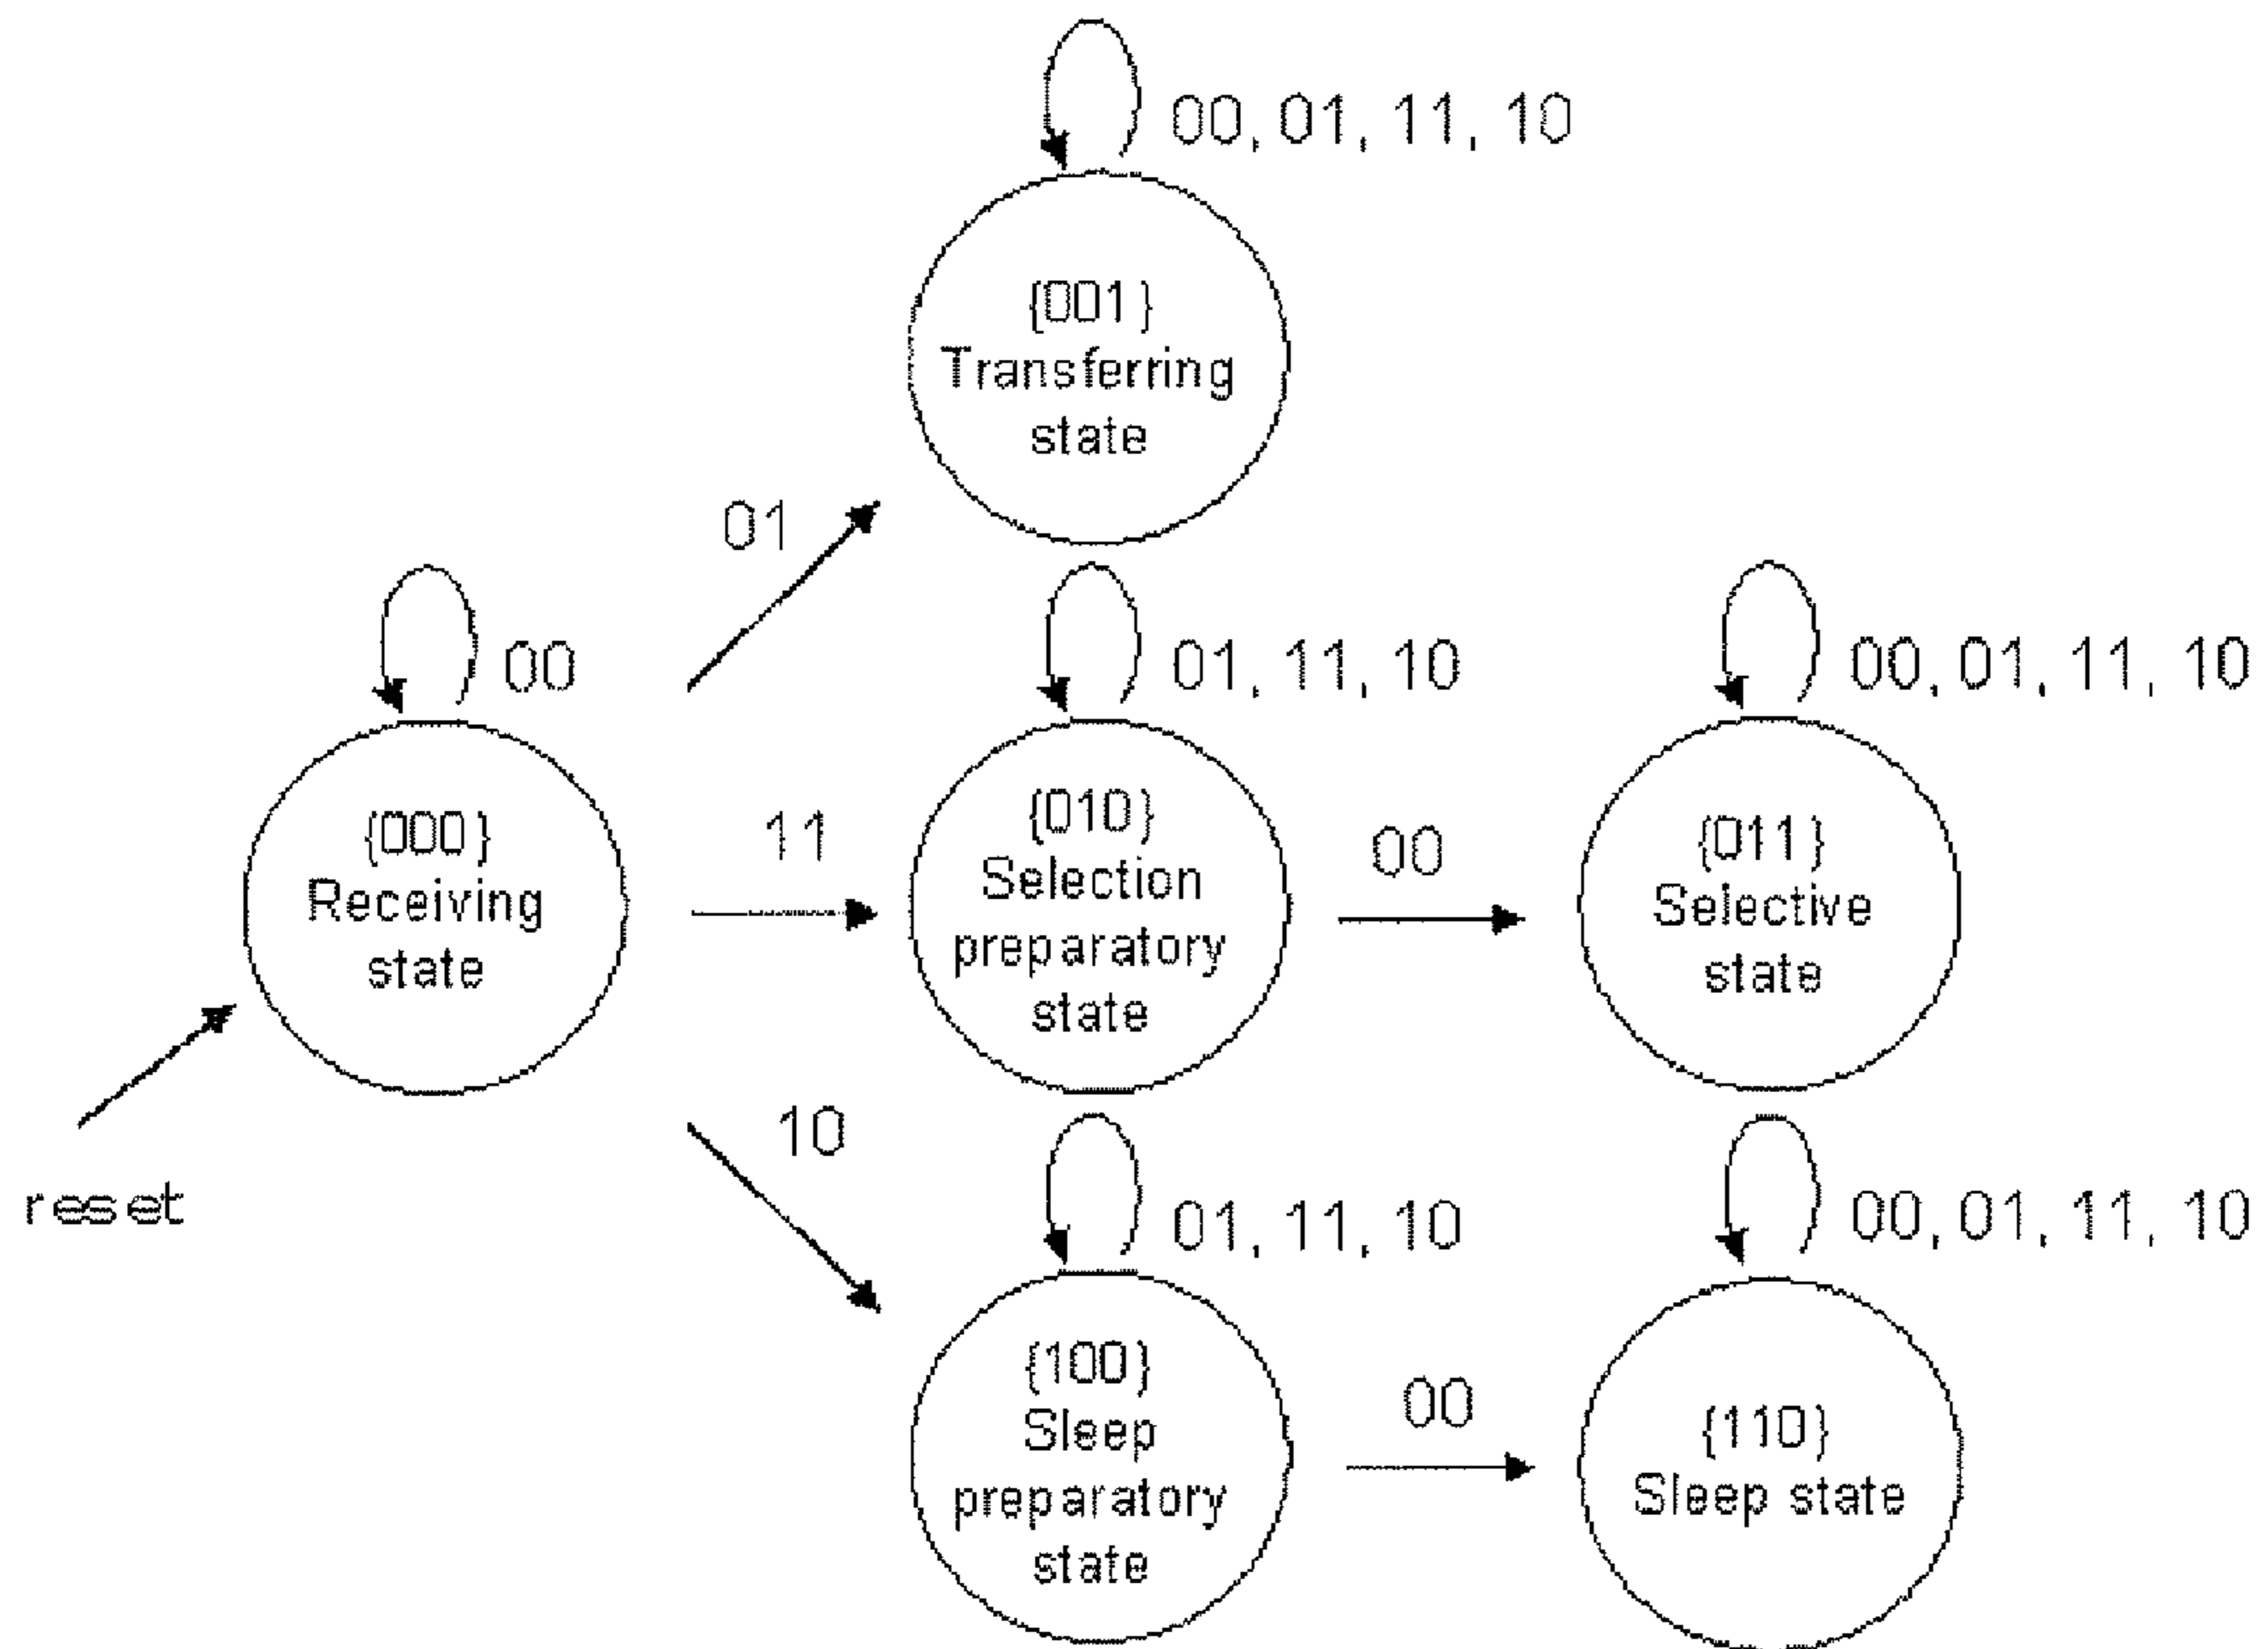 00, 01, 11, 10
{001}
Transferring
state
01
00
01, 11, 10
00, 01, 11, 10
{000}
Receiving
state
11
{010}
Selection
preparatory
state
00
{011}
Selective
state
reset
10
01, 11, 10
00, 01, 11, 10
{100}
Sleep
preparatory
state
00
{110}
Sleep state